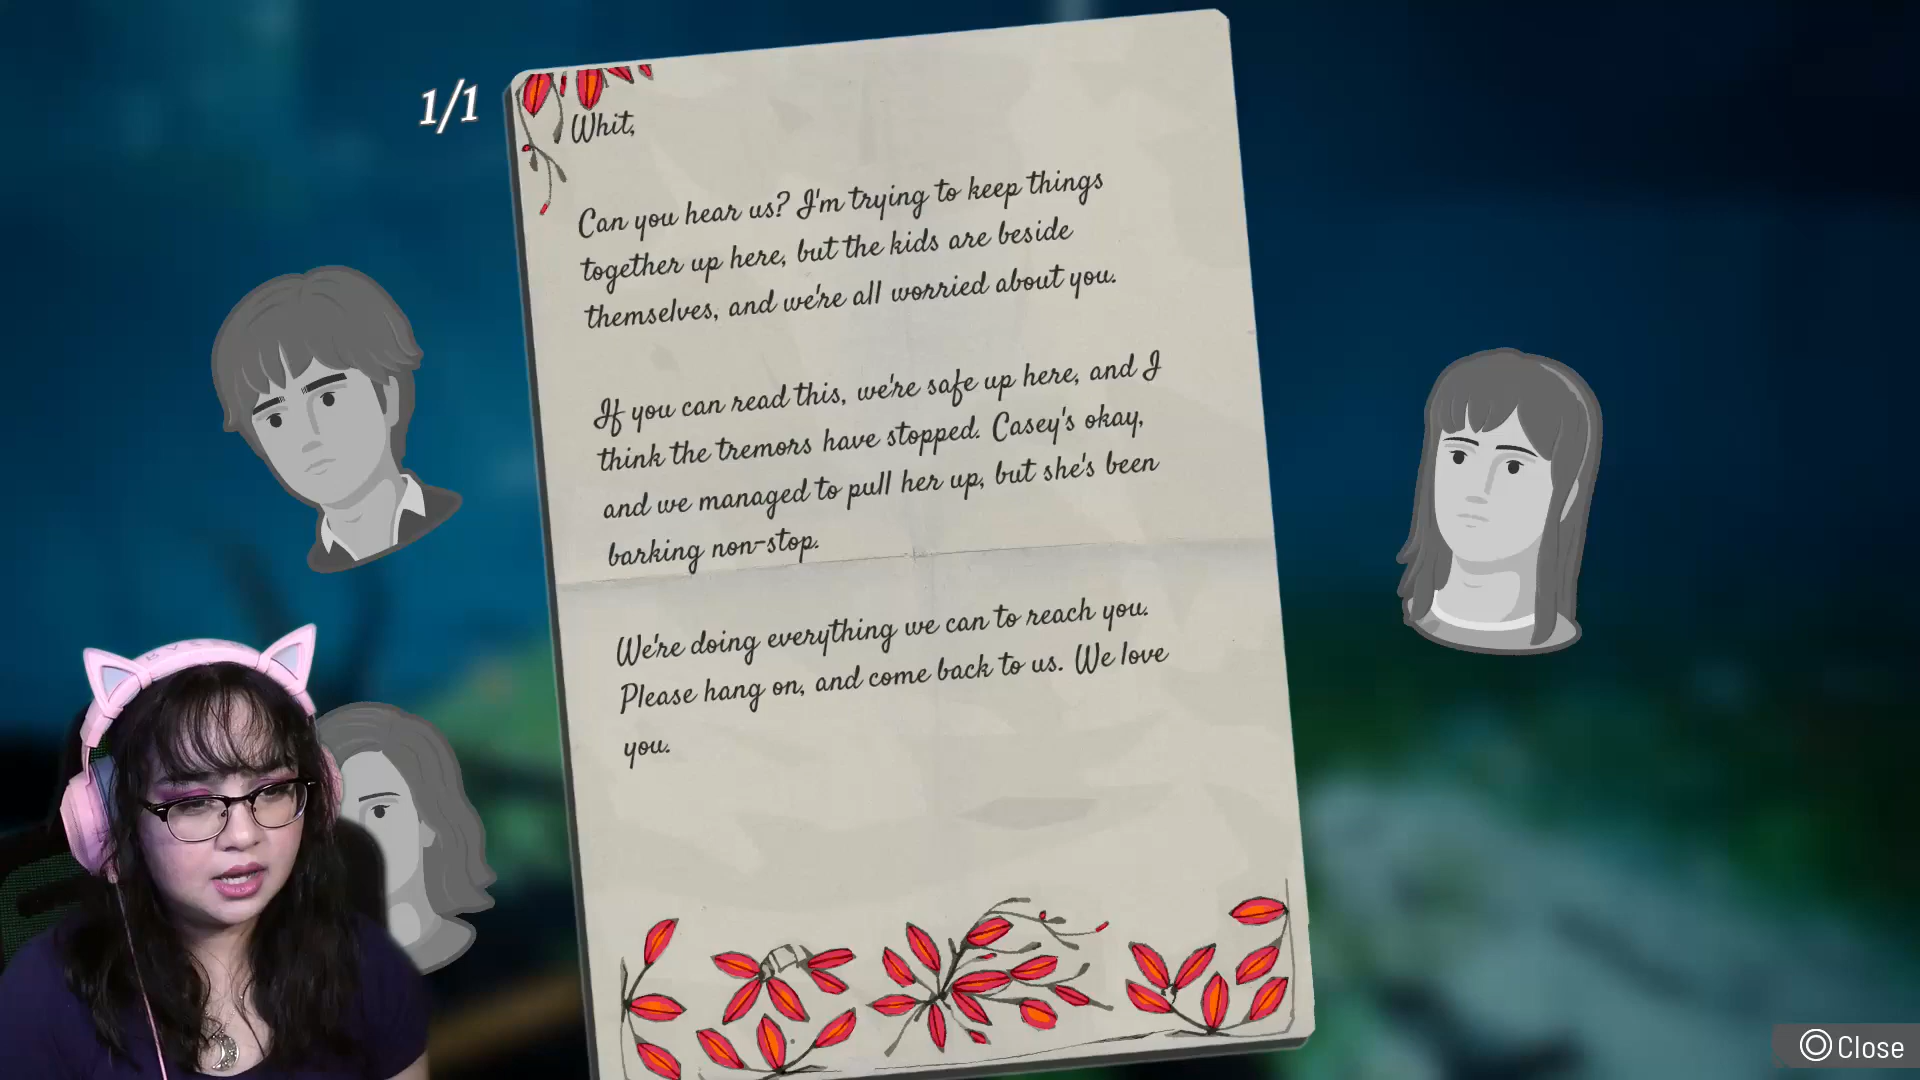 1/1
Whit,
Can you hear us? I'm trying to keep things
together up here, but the kids are beside
themselves, and we're all worried about you.
If you can read this, we're safe up here, and I
think the tremors have stopped. Casey's okay,
and we managed to pull her up, but she's been
barking non-stop.
We're doing everything we can to reach you.
Please hang on, and come back to us. We love
you.
Close